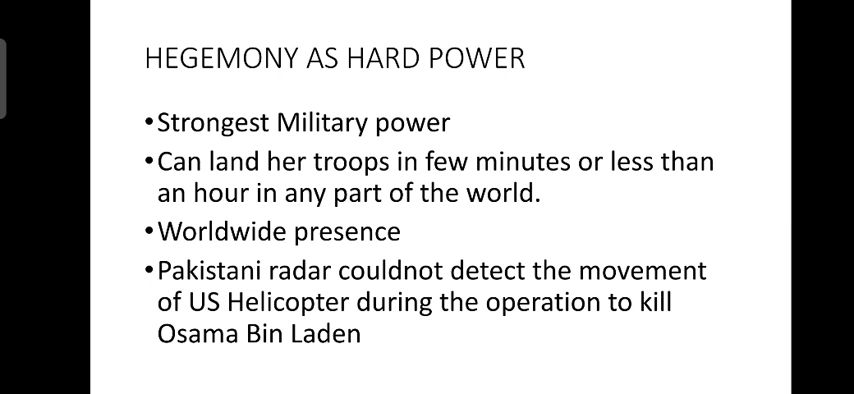 HEGEMONY AS HARD POWER
•Strongest Military power
•Can land her troops in few minutes or less than
an hour in any part of the world.
•Worldwide presence
•Pakistani radar couldnot detect the movement
of US Helicopter during the operation to kill
Osama Bin Laden